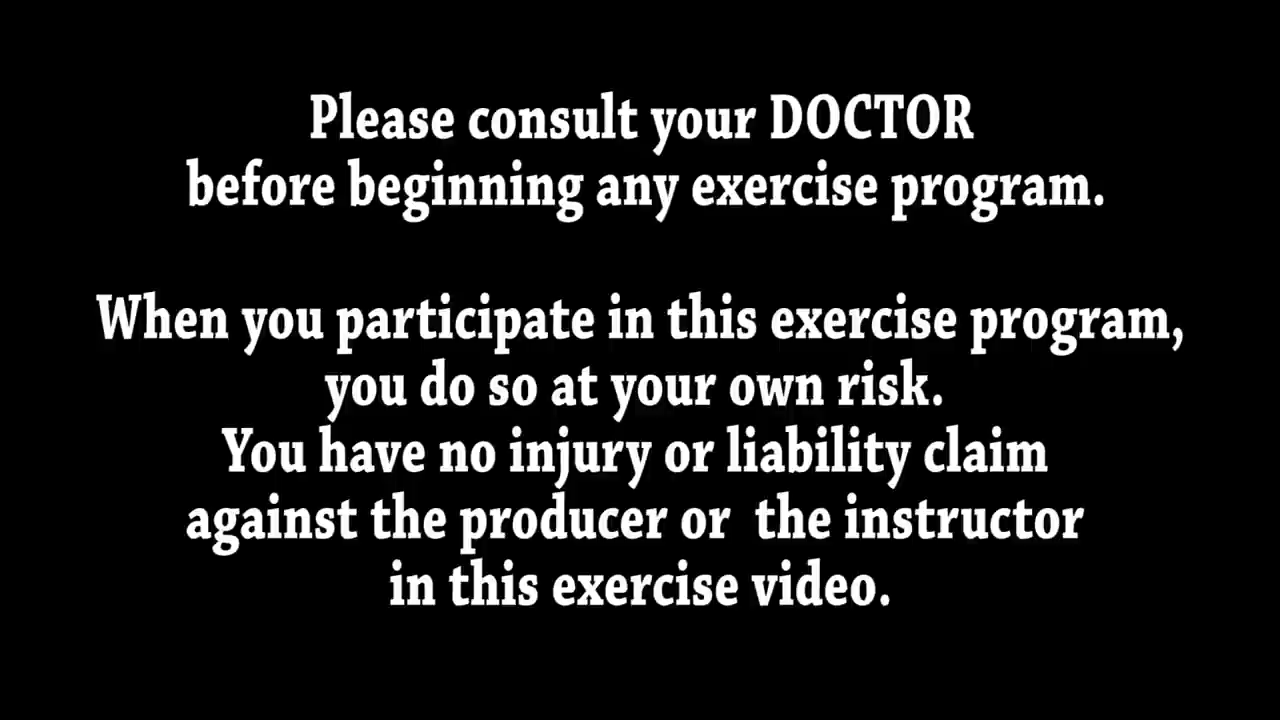 Please consult your DOCTOR
before beginning any exercise program.
When you participate in this exercise program,
you do so at your own risk.
You have no injury or liability claim
against the producer or  the instructor
in this exercise video.